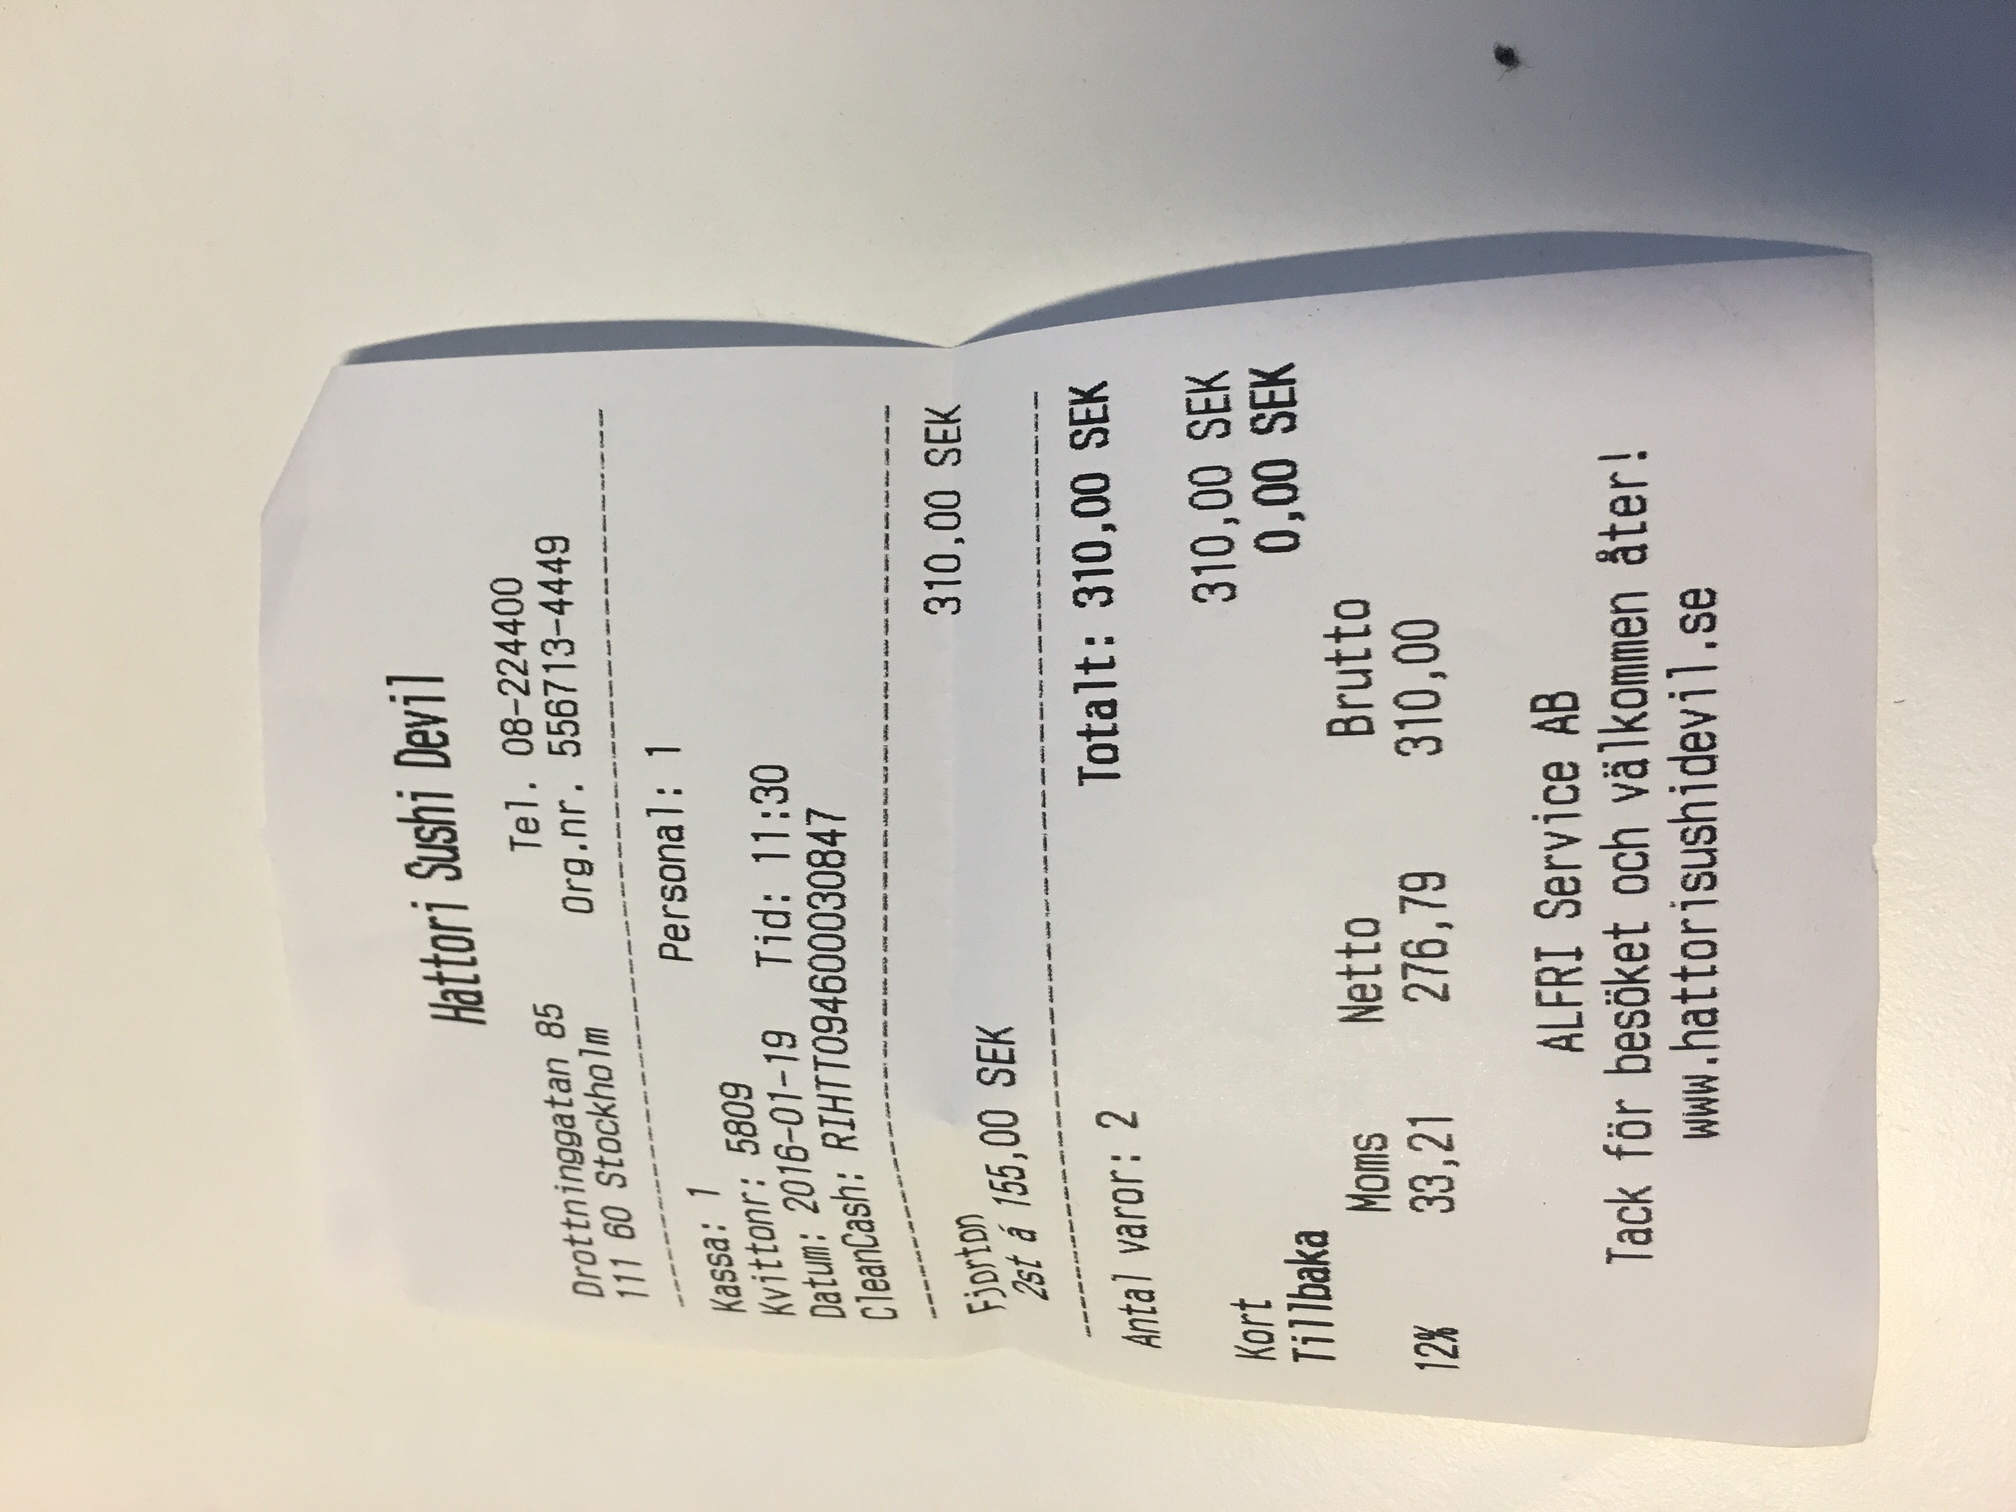 Hattori Sushi Devil
Drottninggatan 85 Tel. 08-224400
111 60 Stockholm Org.nr. 556713-4449
Kassa: 1 Personal: 1
Kvittonr: 5809
Datum: 2016-01-19 Tid: 11:30
CleanCash: RIHTT094600030847
Fjorton 310,00 SEK
2st á 155,00 SEK
Antal varor: 2 Totalt: 310,00 SEK
Kort 310,00 SEK
Tillbaka 0,00 SEK
Moms Netto Brutto
12% 33,21 276,79 310,00
ALFRI Service AB
Tack för besöket och välkommen åter!
www.hattorisushidevil.se